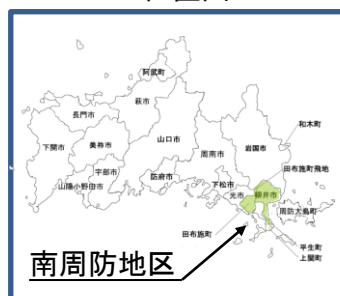 阿武町
萩市
長門市
和木町
下関市
美祢市
山口市
周南市
岩国市
田布施町飛地
宇部市
防府市
下松市
山陽小野田市
光市
柳井市
周防大島町
田布施町
平生町
上関町
南周防地区